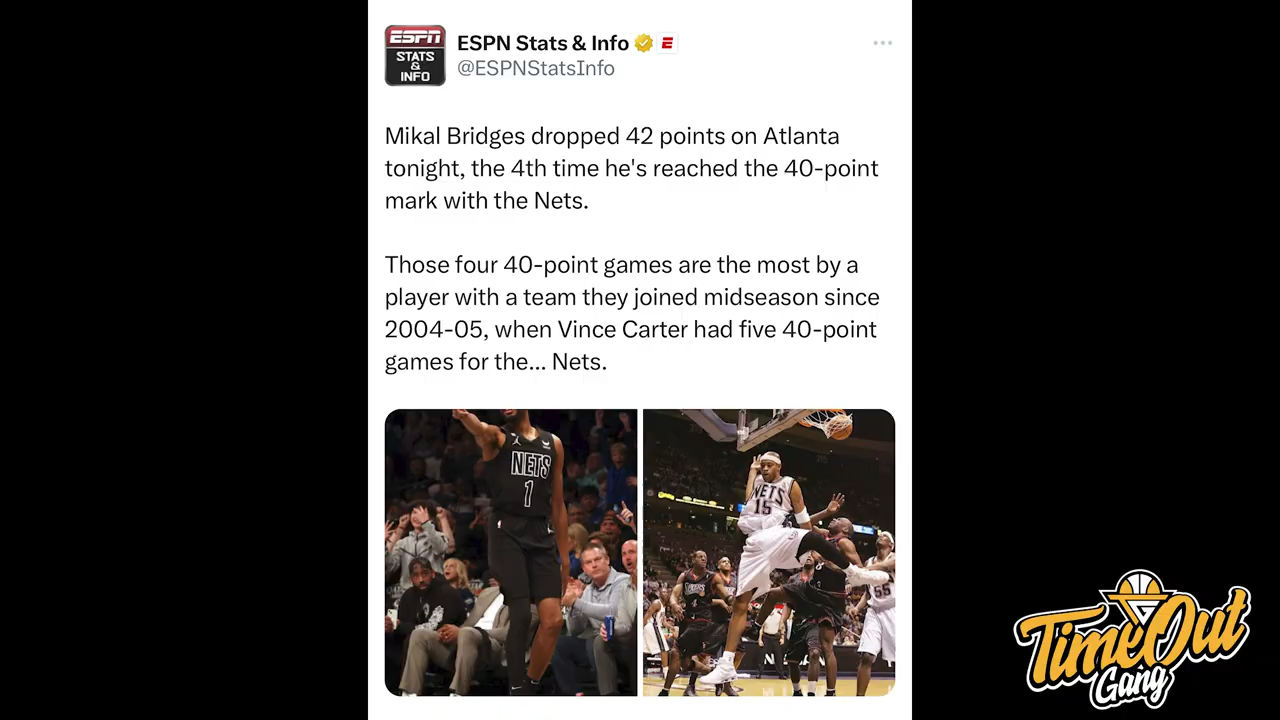 ESPN
STATS
&
INFO
ESPN Stats & Info
@ESPNStatsInfo
Mikal Bridges dropped 42 points on Atlanta
tonight, the 4th time he's reached the 40-point
mark with the Nets.
Those four 40-point games are the most by a
player with a team they joined midseason since
2004-05, when Vince Carter had five 40-point
games for the... Nets.
NETS
1
NETS
15
55
TimeOut
Gang